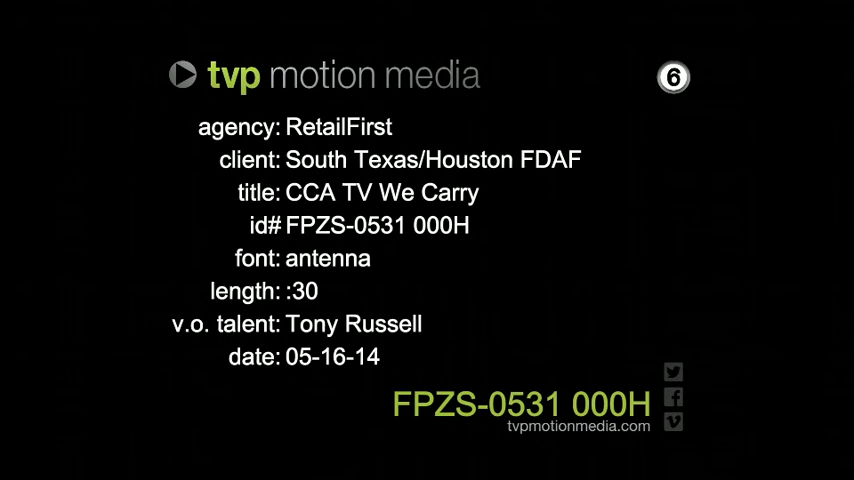 tvp motion media
6
agency: RetailFirst
client: South Texas/Houston FDAF
title: CCA TV We Carry
id# FPZS-0531 000H
font: antenna
length: :30
v.o. talent: Tony Russell
date: 05-16-14
FPZS-0531 000H
tvpmotionmedia.com